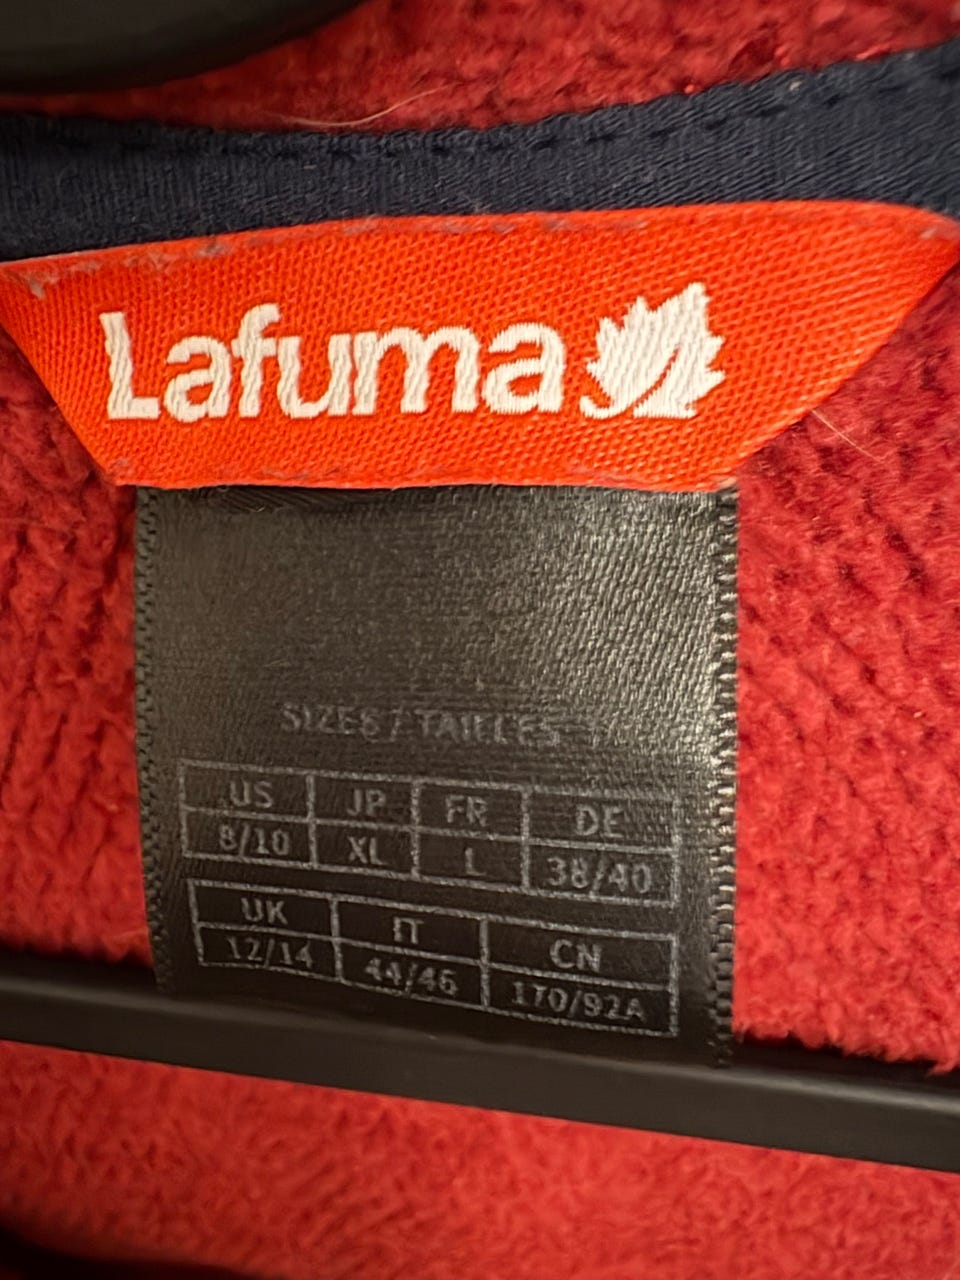 Lafuma
SIZES / TAILLES
US JP FR DE
8/10 XL L 38/40
UK IT CN
12/14 44/46 170/92A